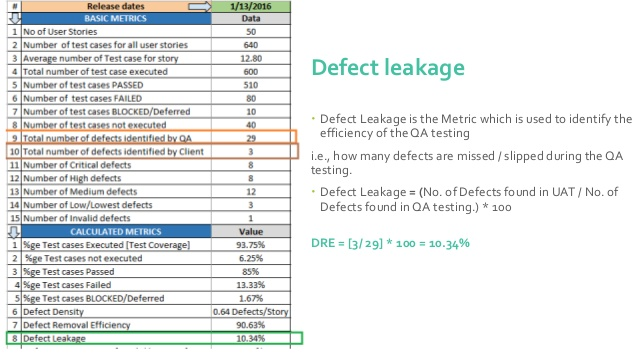 # Release dates 1/13/2016
BASIC METRICS Data
1 No of User Stories 50
2 Number of test cases for all user stories 640
3 Average number of Test case for story 12.80
4 Total number of test case executed 600
5 Number of test cases PASSED 510
6 Number of test cases FAILED 80
7 Number of test cases BLOCKED/Deferred 10
8 Number of test cases not executed 40
9 Total number of defects identified by QA 29
10 Total number of defects identified by Client 3
11 Number of Critical defects 8
12 Number of High defects 8
13 Number of Medium defects 12
14 Number of Low/Lowest defects 3
15 Number of Invalid defects 1
CALCULATED METRICS Value
1 %ge Test cases Executed [Test Coverage] 93.75%
2 %ge Test cases not executed 6.25%
3 %ge Test cases Passed 85%
4 %ge Test cases Failed 13.33%
5 %ge Test cases BLOCKED/Deferred 1.67%
6 Defect Density 0.64 Defects/Story
7 Defect Removal Efficiency 90.63%
8 Defect Leakage 10.34%
Defect leakage
• Defect Leakage is the Metric which is used to identify the
efficiency of the QA testing
i.e., how many defects are missed / slipped during the QA
testing.
• Defect Leakage = (No. of Defects found in UAT / No. of
Defects found in QA testing.) * 100
DRE = [3/ 29] * 100 = 10.34%